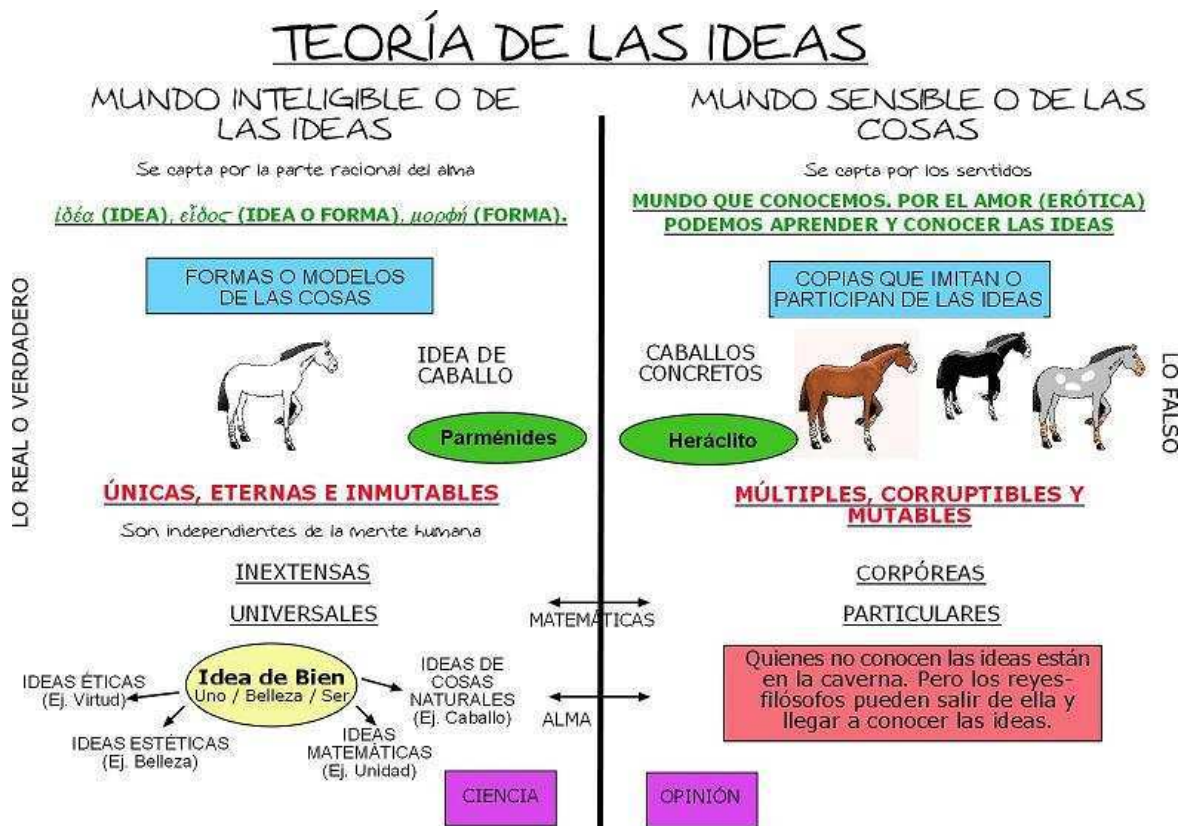 TEORÍA DE LAS IDEAS
MUNDO INTELIGIBLE O DE
LAS IDEAS
Se capta por la parte racional del alma
ἰδέα (IDEA), εἶδος (IDEA O FORMA), μορφή (FORMA).
FORMAS O MODELOS
DE LAS COSAS
IDEA DE
CABALLO
Parménides
LO REAL O VERDADERO
ÚNICAS, ETERNAS E INMUTABLES
Son independientes de la mente humana
INEXTENSAS
UNIVERSALES
Idea de Bien
Uno / Belleza / Ser
IDEAS ÉTICAS
(Ej. Virtud)
IDEAS ESTÉTICAS
(Ej. Belleza)
IDEAS
MATEMÁTICAS
(Ej. Unidad)
IDEAS DE
COSAS
NATURALES
(Ej. Caballo)
CIENCIA
MATEMÁTICAS
ALMA
MUNDO SENSIBLE O DE LAS
COSAS
Se capta por los sentidos
MUNDO QUE CONOCEMOS. POR EL AMOR (ERÓTICA)
PODEMOS APRENDER Y CONOCER LAS IDEAS
COPIAS QUE IMITAN O
PARTICIPAN DE LAS IDEAS
CABALLOS
CONCRETOS
Heráclito
LO FALSO
MÚLTIPLES, CORRUPTIBLES Y
MUTABLES
CORPÓREAS
PARTICULARES
Quienes no conocen las ideas están
en la caverna. Pero los reyes-
filósofos pueden salir de ella y
llegar a conocer las ideas.
OPINIÓN